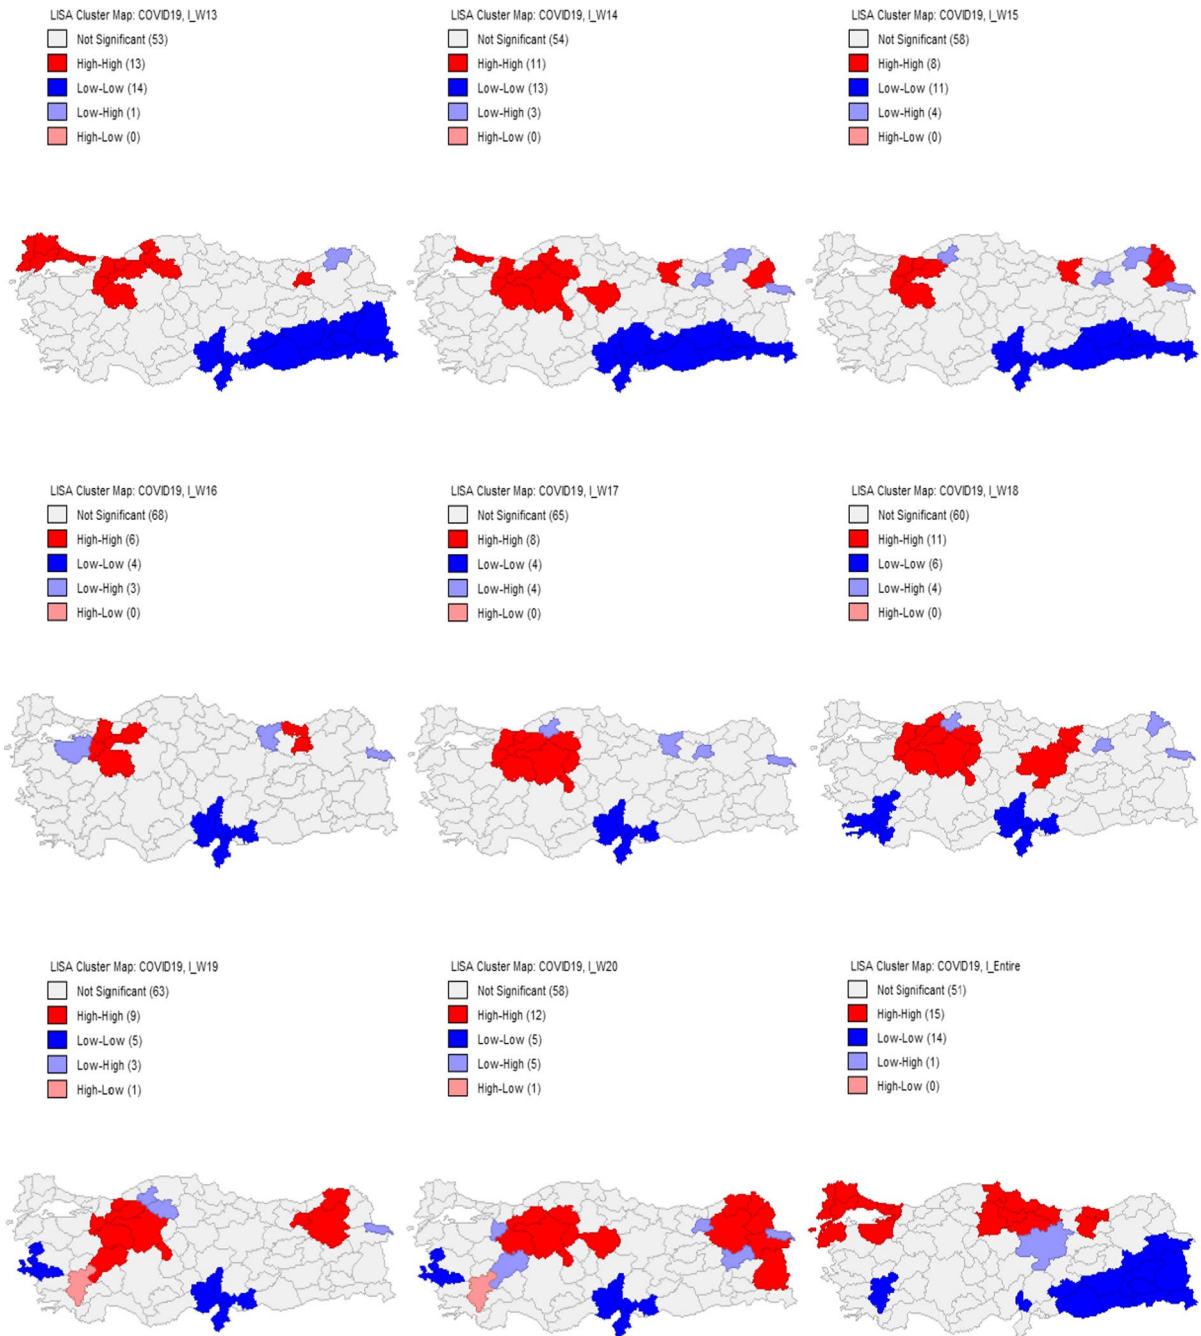 LISA Cluster Map: COVID19, I_W13
Not Significant (53)
High-High (13)
Low-Low (14)
Low-High (1)
High-Low (0)
LISA Cluster Map: COVID19, I_W14
Not Significant (54)
High-High (11)
Low-Low (13)
Low-High (3)
High-Low (0)
LISA Cluster Map: COVID19, I_W15
Not Significant (58)
High-High (8)
Low-Low (11)
Low-High (4)
High-Low (0)
LISA Cluster Map: COVID19, I_W16
Not Significant (68)
High-High (6)
Low-Low (4)
Low-High (3)
High-Low (0)
LISA Cluster Map: COVID19, I_W17
Not Significant (65)
High-High (8)
Low-Low (4)
Low-High (4)
High-Low (0)
LISA Cluster Map: COVID19, I_W18
Not Significant (60)
High-High (11)
Low-Low (6)
Low-High (4)
High-Low (0)
LISA Cluster Map: COVID19, I_W19
Not Significant (63)
High-High (9)
Low-Low (5)
Low-High (3)
High-Low (1)
LISA Cluster Map: COVID19, I_W20
Not Significant (58)
High-High (12)
Low-Low (5)
Low-High (5)
High-Low (1)
LISA Cluster Map: COVID19, I_Entire
Not Significant (51)
High-High (15)
Low-Low (14)
Low-High (1)
High-Low (0)